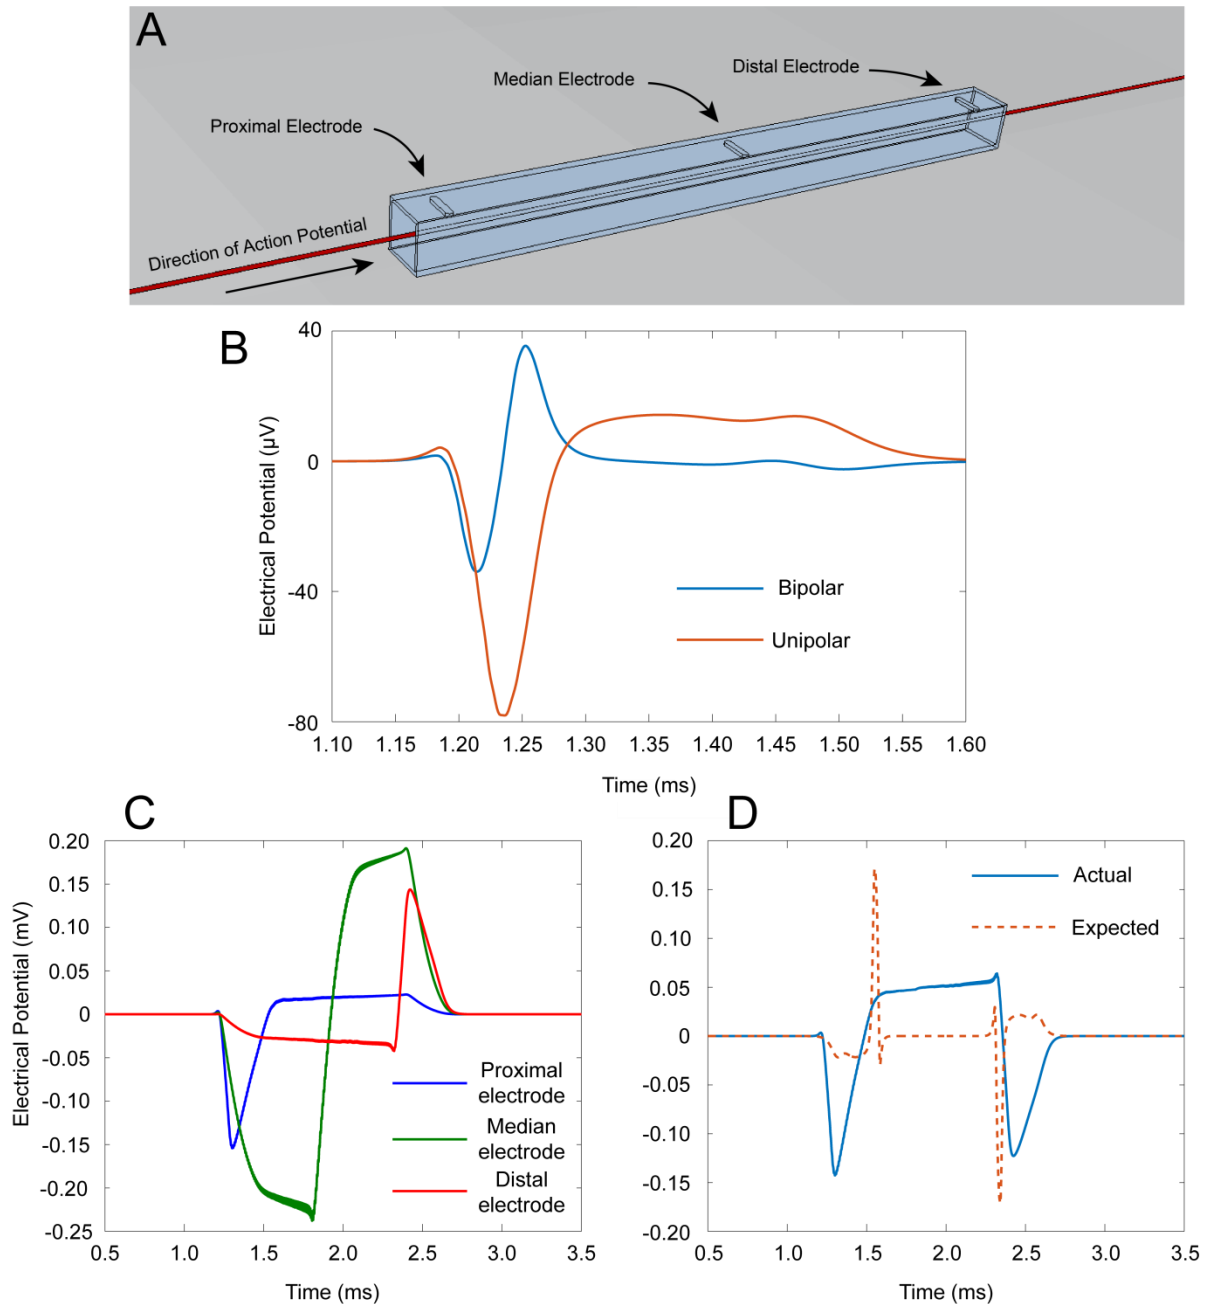 A
Proximal Electrode
Median Electrode
Distal Electrode
Direction of Action Potential
B
Electrical Potential (µV)
40
0
-40
-80
Bipolar
Unipolar
1.10 1.15 1.20 1.25 1.30 1.35 1.40 1.45 1.50 1.55 1.60
Time (ms)
C
Electrical Potential (mV)
0.20
0.15
0.10
0.05
0
-0.05
-0.10
-0.15
-0.20
-0.25
Proximal
electrode
Median
electrode
Distal
electrode
0.5 1.0 1.5 2.0 2.5 3.0 3.5
Time (ms)
D
0.20
0.15
0.10
0.05
0
-0.05
-0.10
-0.15
-0.20
Actual
Expected
0.5 1.0 1.5 2.0 2.5 3.0 3.5
Time (ms)